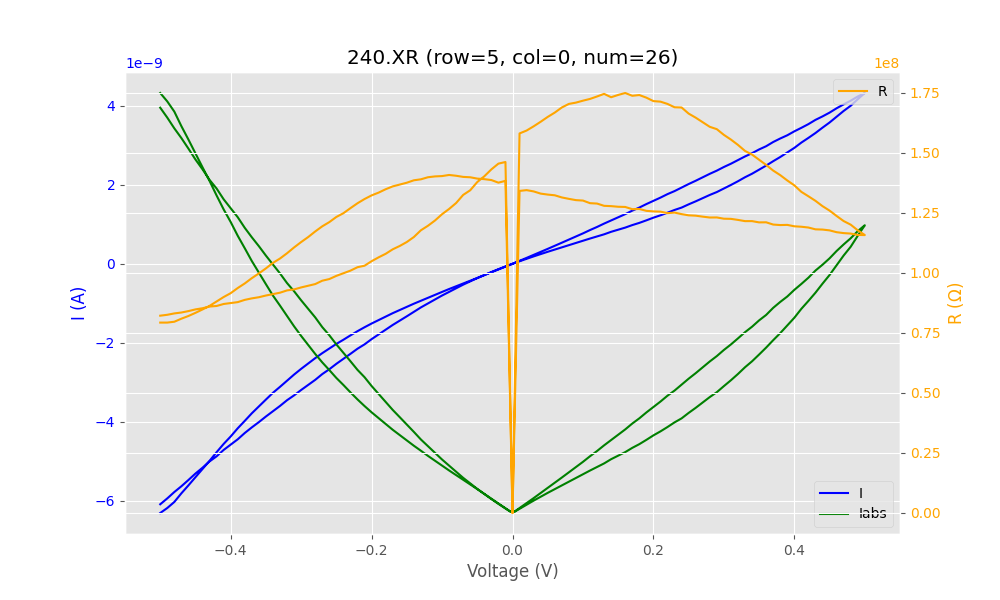 240.XR (row=5, col=0, num=26)
1e−9
1e8
R
4
2
0
−2
−4
−6
I (A)
1.75
1.50
1.25
1.00
0.75
0.50
0.25
0.00
R (Ω)
I
Iabs
−0.4
−0.2
0.0
0.2
0.4
Voltage (V)